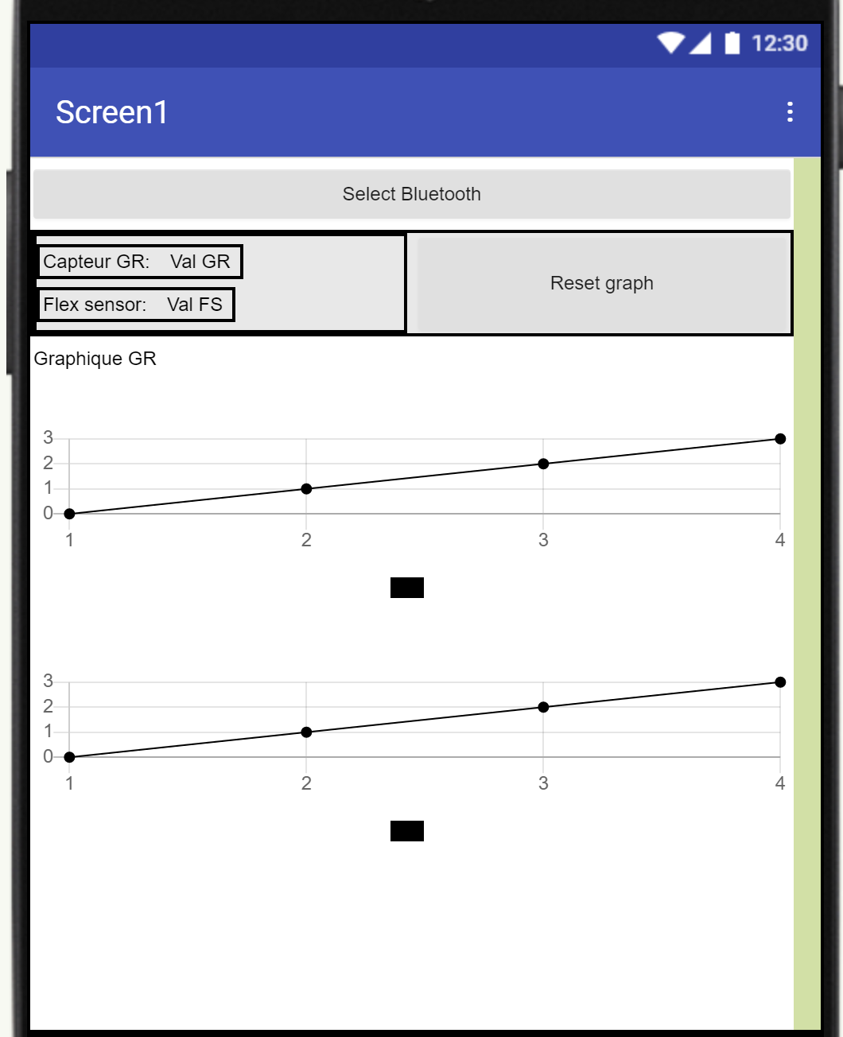 12:30
Screen1
Select Bluetooth
Capteur GR: Val GR
Flex sensor: Val FS
Reset graph
Graphique GR
3
2
1
0
1 2 3 4
3
2
1
0
1 2 3 4